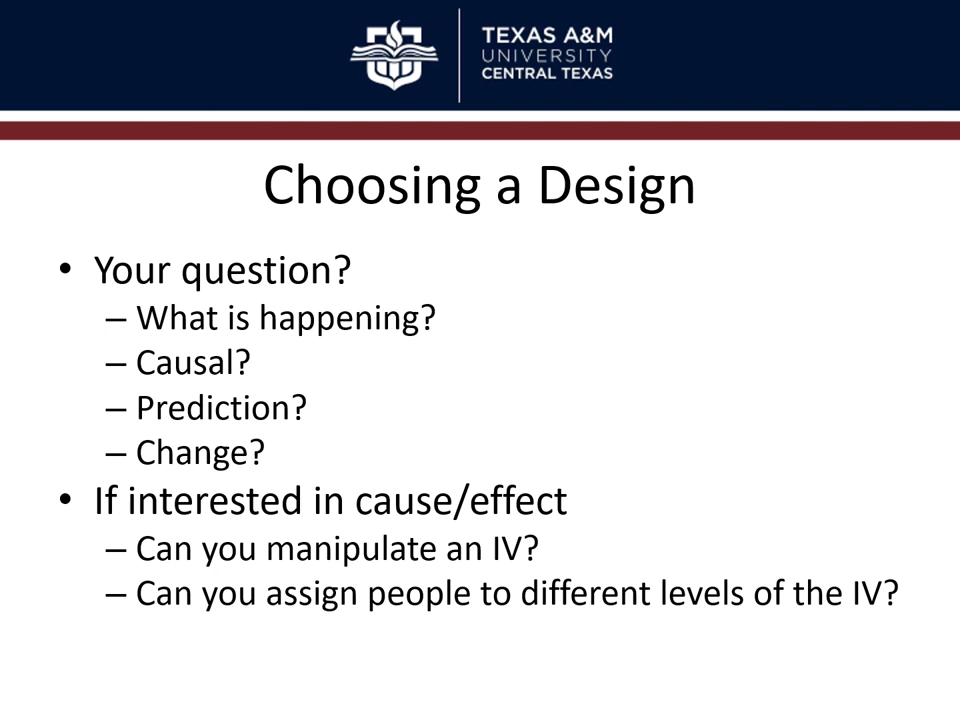 TEXAS A&M
UNIVERSITY
CENTRAL TEXAS
Choosing a Design
• Your question?
– What is happening?
– Causal?
– Prediction?
– Change?
• If interested in cause/effect
– Can you manipulate an IV?
– Can you assign people to different levels of the IV?